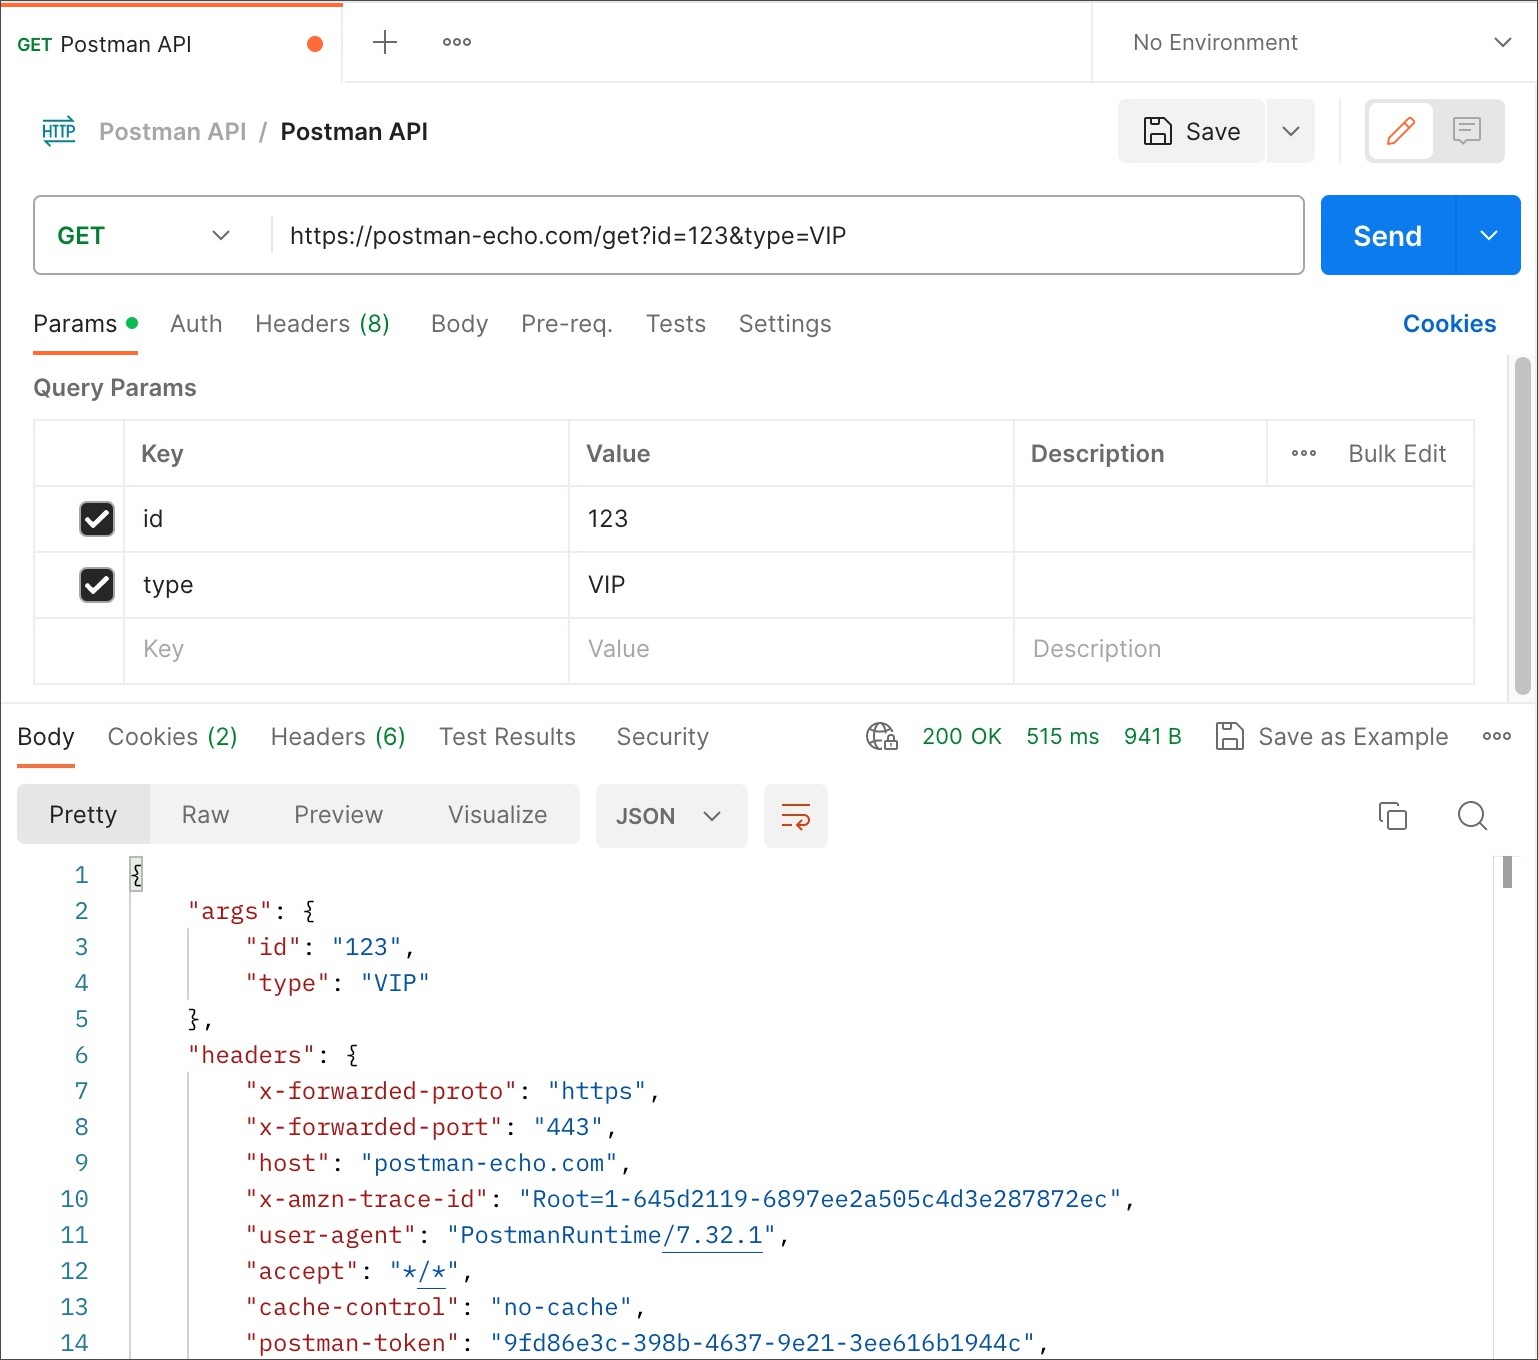 GET Postman API
No Environment
HTTP Postman API / Postman API
Save
GET https://postman-echo.com/get?id=123&type=VIP
Send
Params Auth Headers (8) Body Pre-req. Tests Settings Cookies
Query Params
Key Value Description Bulk Edit
id 123
type VIP
Key Value Description
Body Cookies (2) Headers (6) Test Results Security 200 OK 515 ms 941 B Save as Example
Pretty Raw Preview Visualize JSON
1 {
2 "args": {
3 "id": "123",
4 "type": "VIP"
5 },
6 "headers": {
7 "x-forwarded-proto": "https",
8 "x-forwarded-port": "443",
9 "host": "postman-echo.com",
10 "x-amzn-trace-id": "Root=1-645d2119-6897ee2a505c4d3e287872ec",
11 "user-agent": "PostmanRuntime/7.32.1",
12 "accept": "*/*",
13 "cache-control": "no-cache",
14 "postman-token": "9fd86e3c-398b-4637-9e21-3ee616b1944c",